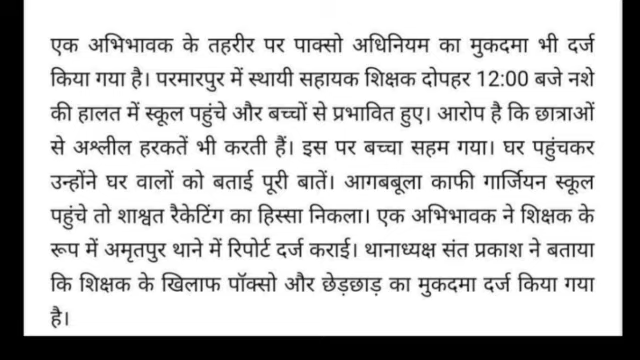 एक अभिभावक के तहरीर पर पाक्सो अधिनियम का मुकदमा भी दर्ज
किया गया है। परमारपुर में स्थायी सहायक शिक्षक दोपहर 12:00 बजे नशे
की हालत में स्कूल पहुंचे और बच्चों से प्रभावित हुए। आरोप है कि छात्राओं
से अश्लील हरकतें भी करती हैं। इस पर बच्चा सहम गया। घर पहुंचकर
उन्होंने घर वालों को बताई पूरी बातें। आगबबूला काफी गार्जियन स्कूल
पहुंचे तो शाश्वत रैकेटिंग का हिस्सा निकला। एक अभिभावक ने शिक्षक के
रूप में अमृतपुर थाने में रिपोर्ट दर्ज कराई। थानाध्यक्ष संत प्रकाश ने बताया
कि शिक्षक के खिलाफ पॉक्सो और छेड़छाड़ का मुकदमा दर्ज किया गया
है।